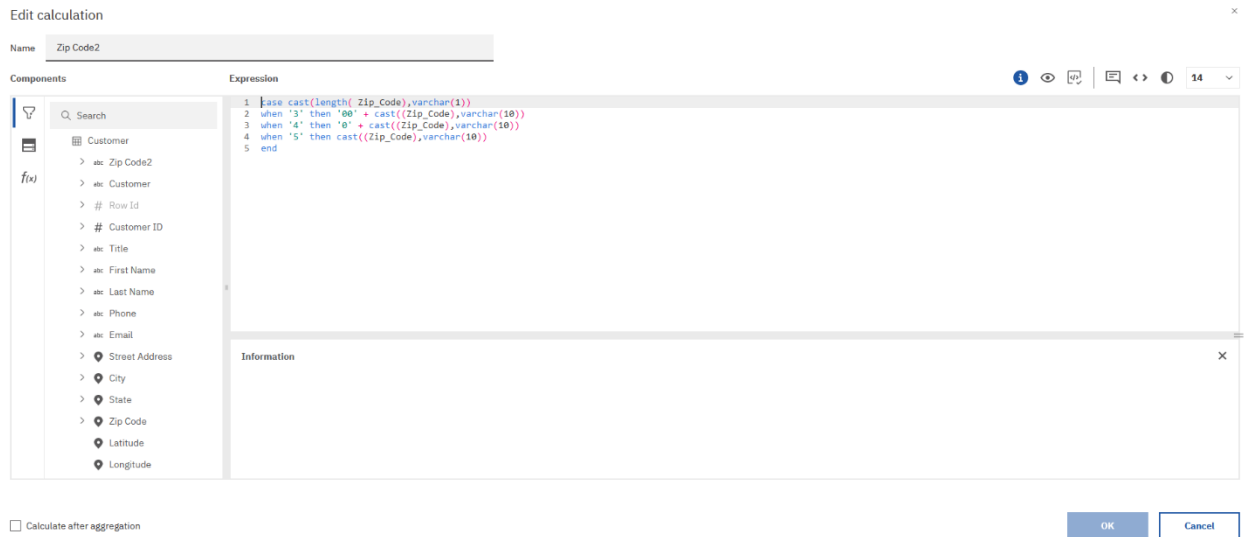 Edit calculation
Name Zip Code2
Components Expression 14
Search
Customer
abc Zip Code2
abc Customer
# Row Id
# Customer ID
abc Title
abc First Name
abc Last Name
abc Phone
abc Email
Street Address
City
State
Zip Code
Latitude
Longitude
f(x)
1 case cast(length( Zip_Code),varchar(1))
2 when '3' then '00' + cast((Zip_Code),varchar(10))
3 when '4' then '0' + cast((Zip_Code),varchar(10))
4 when '5' then cast((Zip_Code),varchar(10))
5 end
Information
Calculate after aggregation
OK Cancel